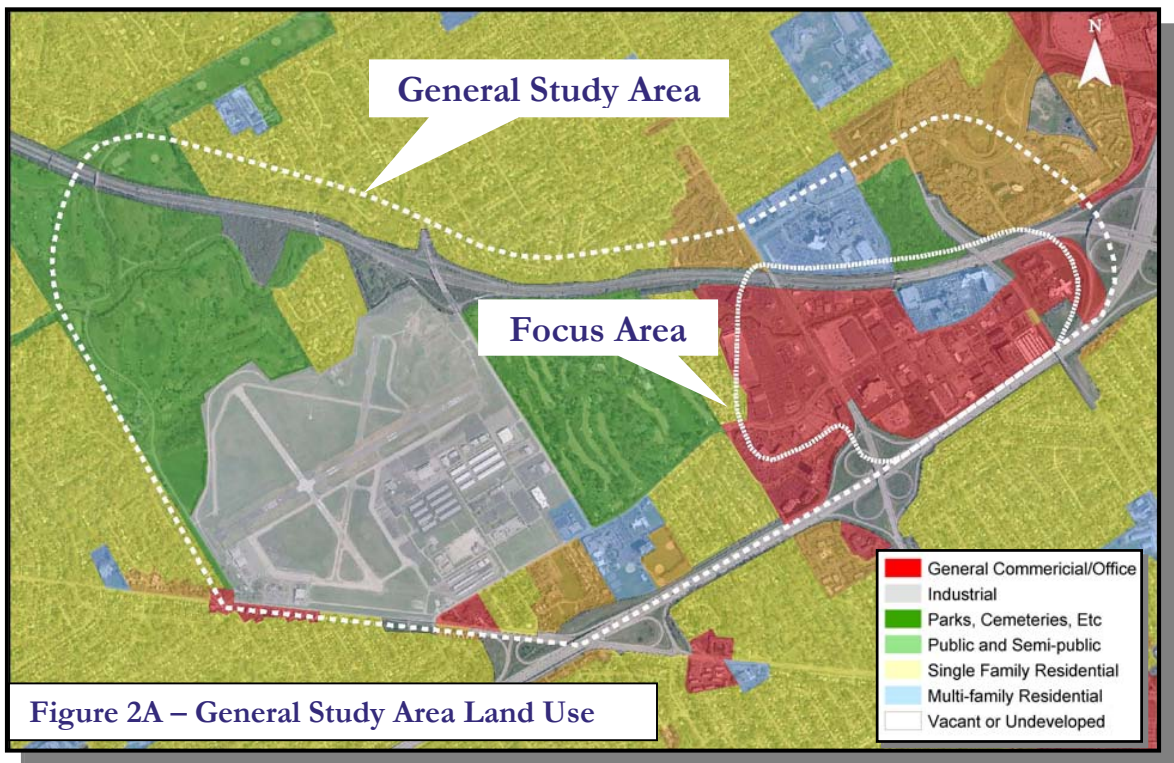 N
General Study Area
Focus Area
General Commericial/Office
Industrial
Parks, Cemeteries, Etc
Public and Semi-public
Single Family Residential
Multi-family Residential
Vacant or Undeveloped
Figure 2A – General Study Area Land Use